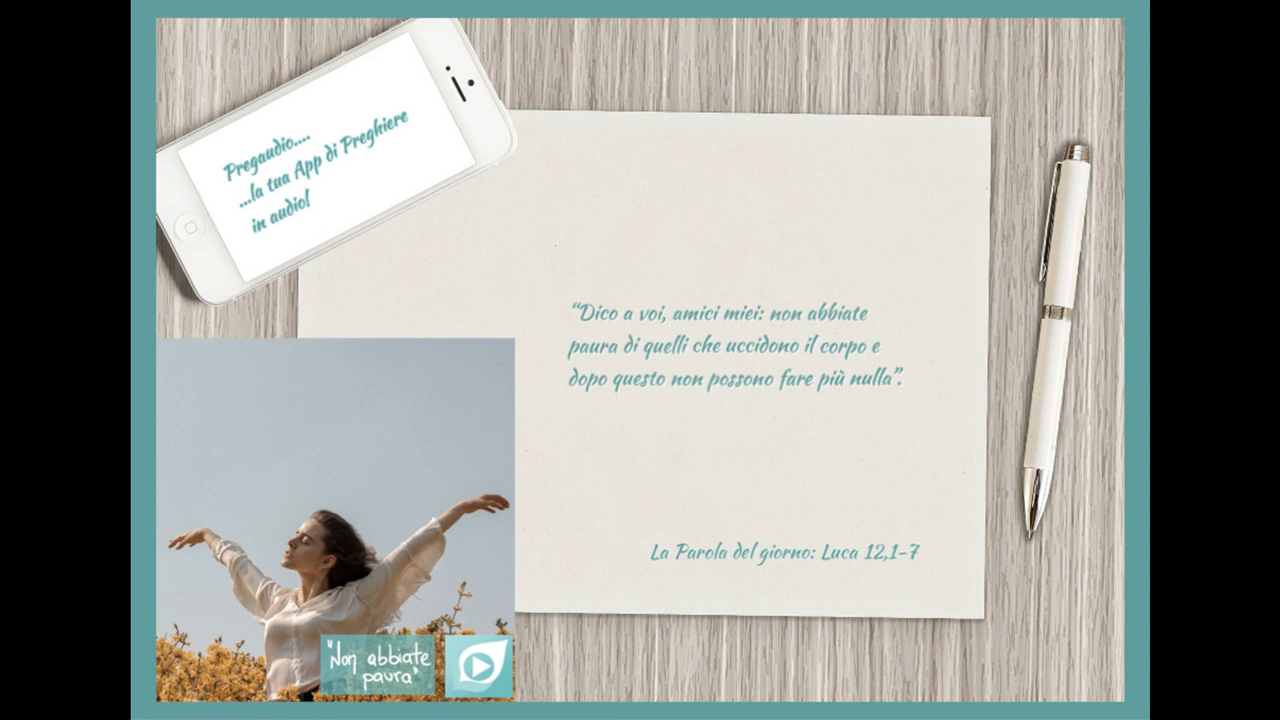 Pregaudio....
...la tua App di Preghiere
in audio!
“Dico a voi, amici miei: non abbiate
paura di quelli che uccidono il corpo e
dopo questo non possono fare più nulla”.
La Parola del giorno: Luca 12,1-7
"Non abbiate
paura"